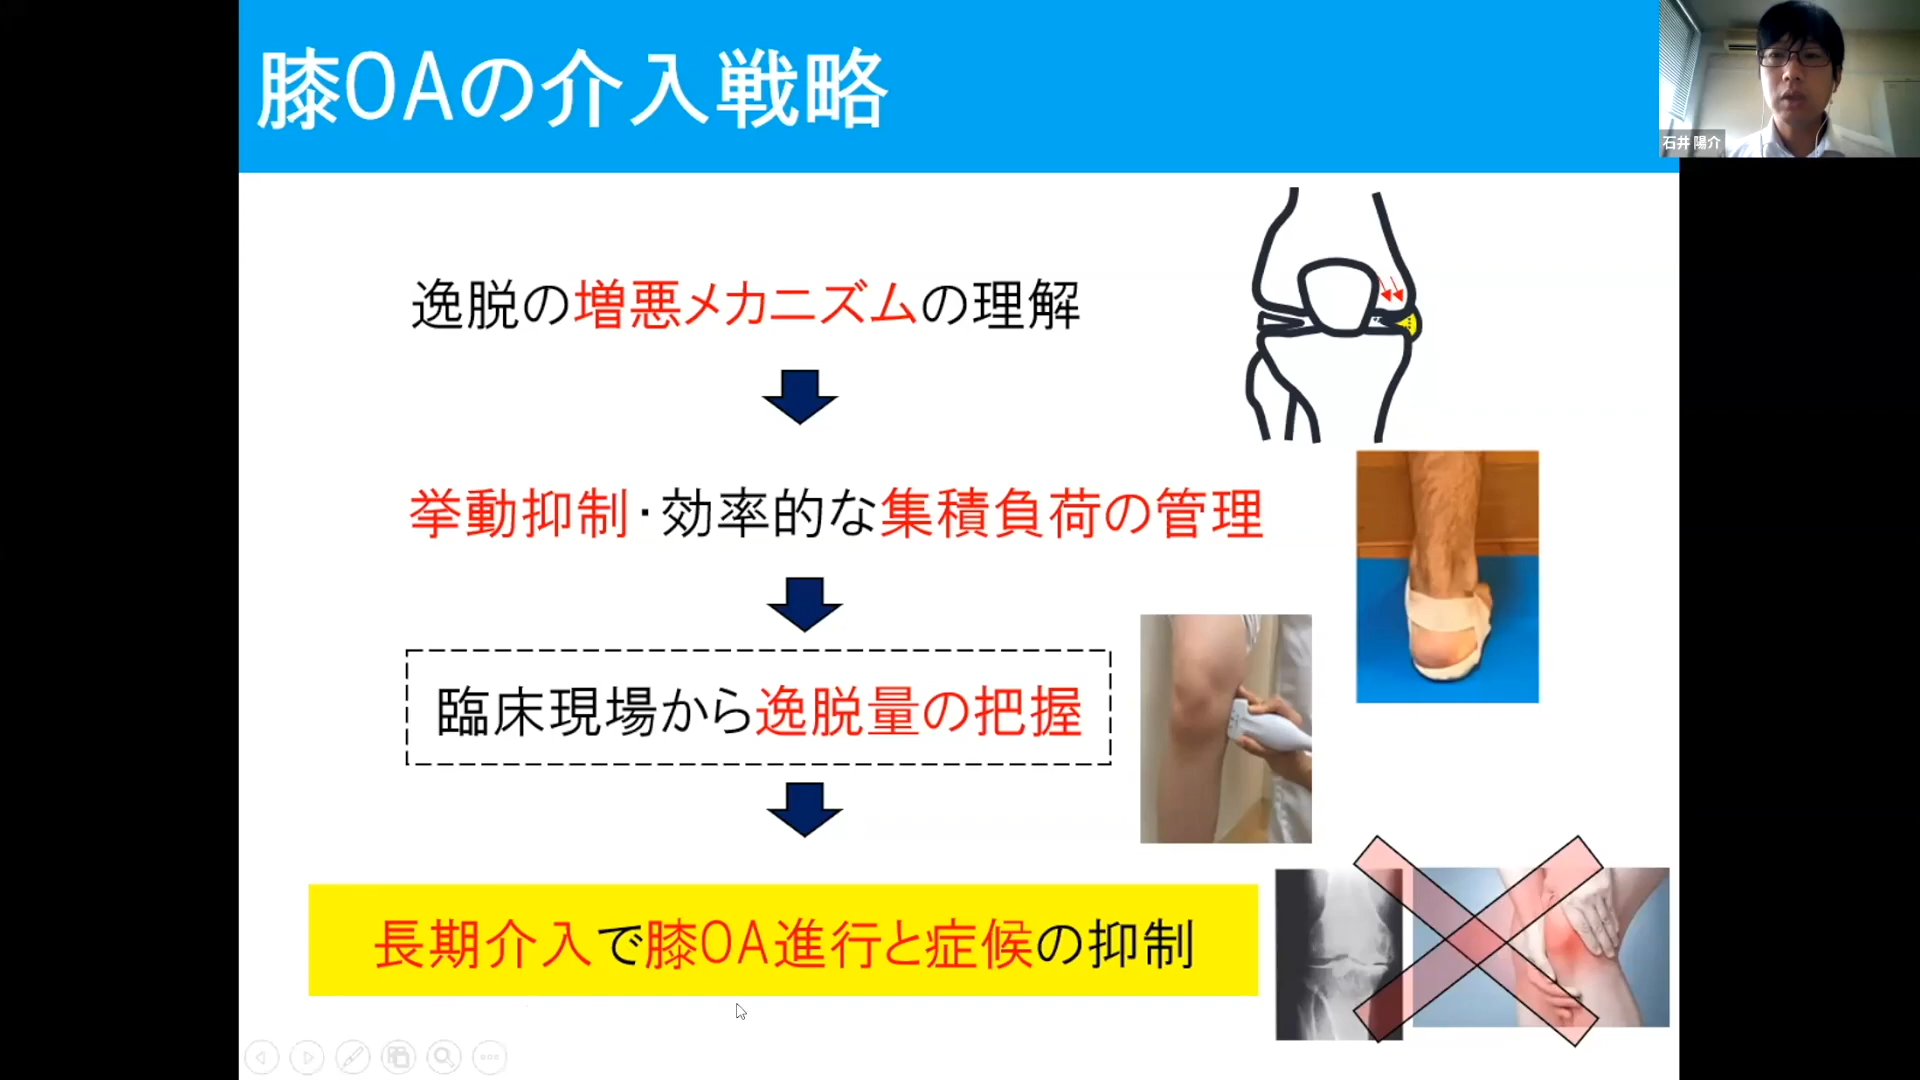 膝OAの介入戦略
石井 陽介
逸脱の増悪メカニズムの理解
挙動抑制・効率的な集積負荷の管理
臨床現場から逸脱量の把握
長期介入で膝OA進行と症候の抑制